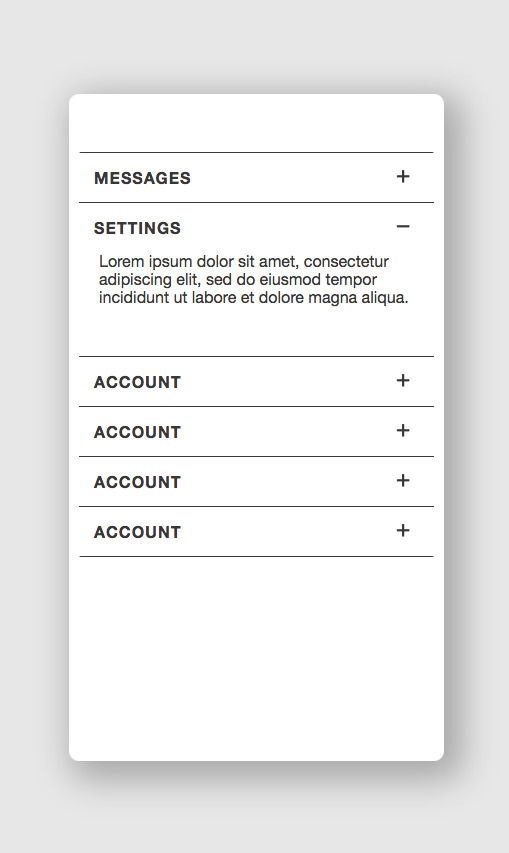 MESSAGES +
SETTINGS −
Lorem ipsum dolor sit amet, consectetur
adipiscing elit, sed do eiusmod tempor
incididunt ut labore et dolore magna aliqua.
ACCOUNT +
ACCOUNT +
ACCOUNT +
ACCOUNT +